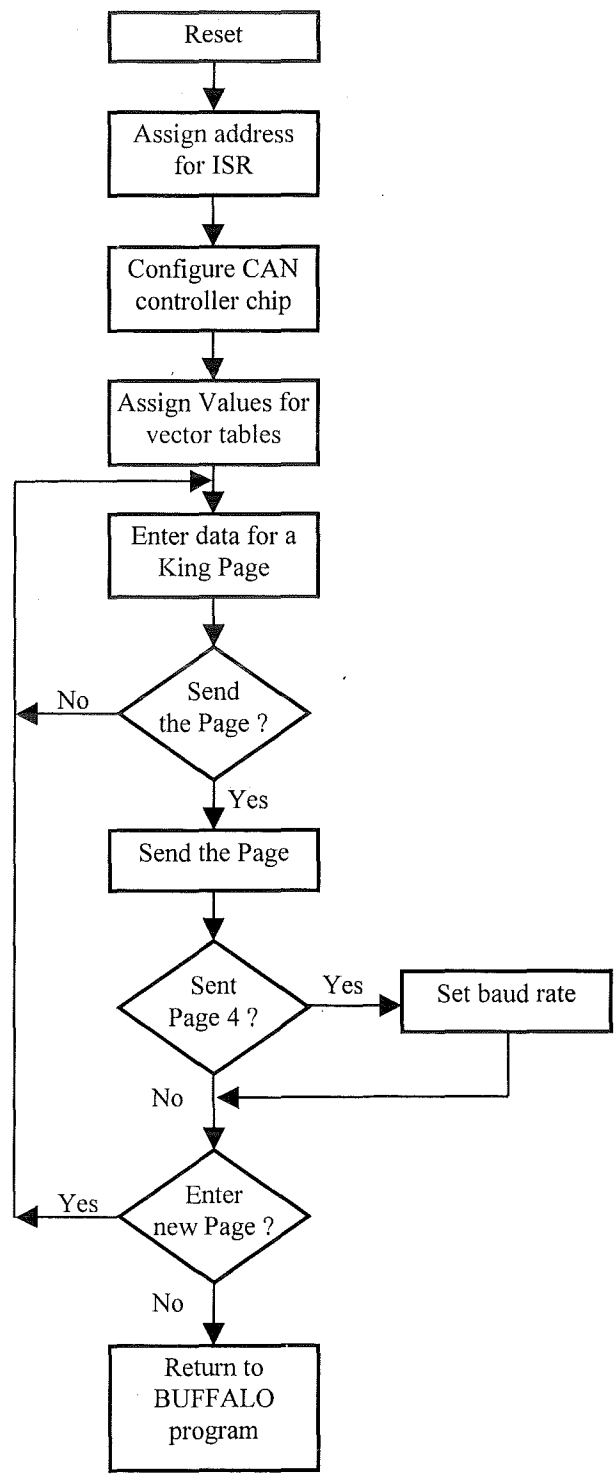 Reset
Assign address
for ISR
Configure CAN
controller chip
Assign Values for
vector tables
Enter data for a
King Page
No
Send
the Page ?
Yes
Send the Page
Sent
Page 4 ?
Yes
Set baud rate
No
Yes
Enter
new Page ?
No
Return to
BUFFALO
program